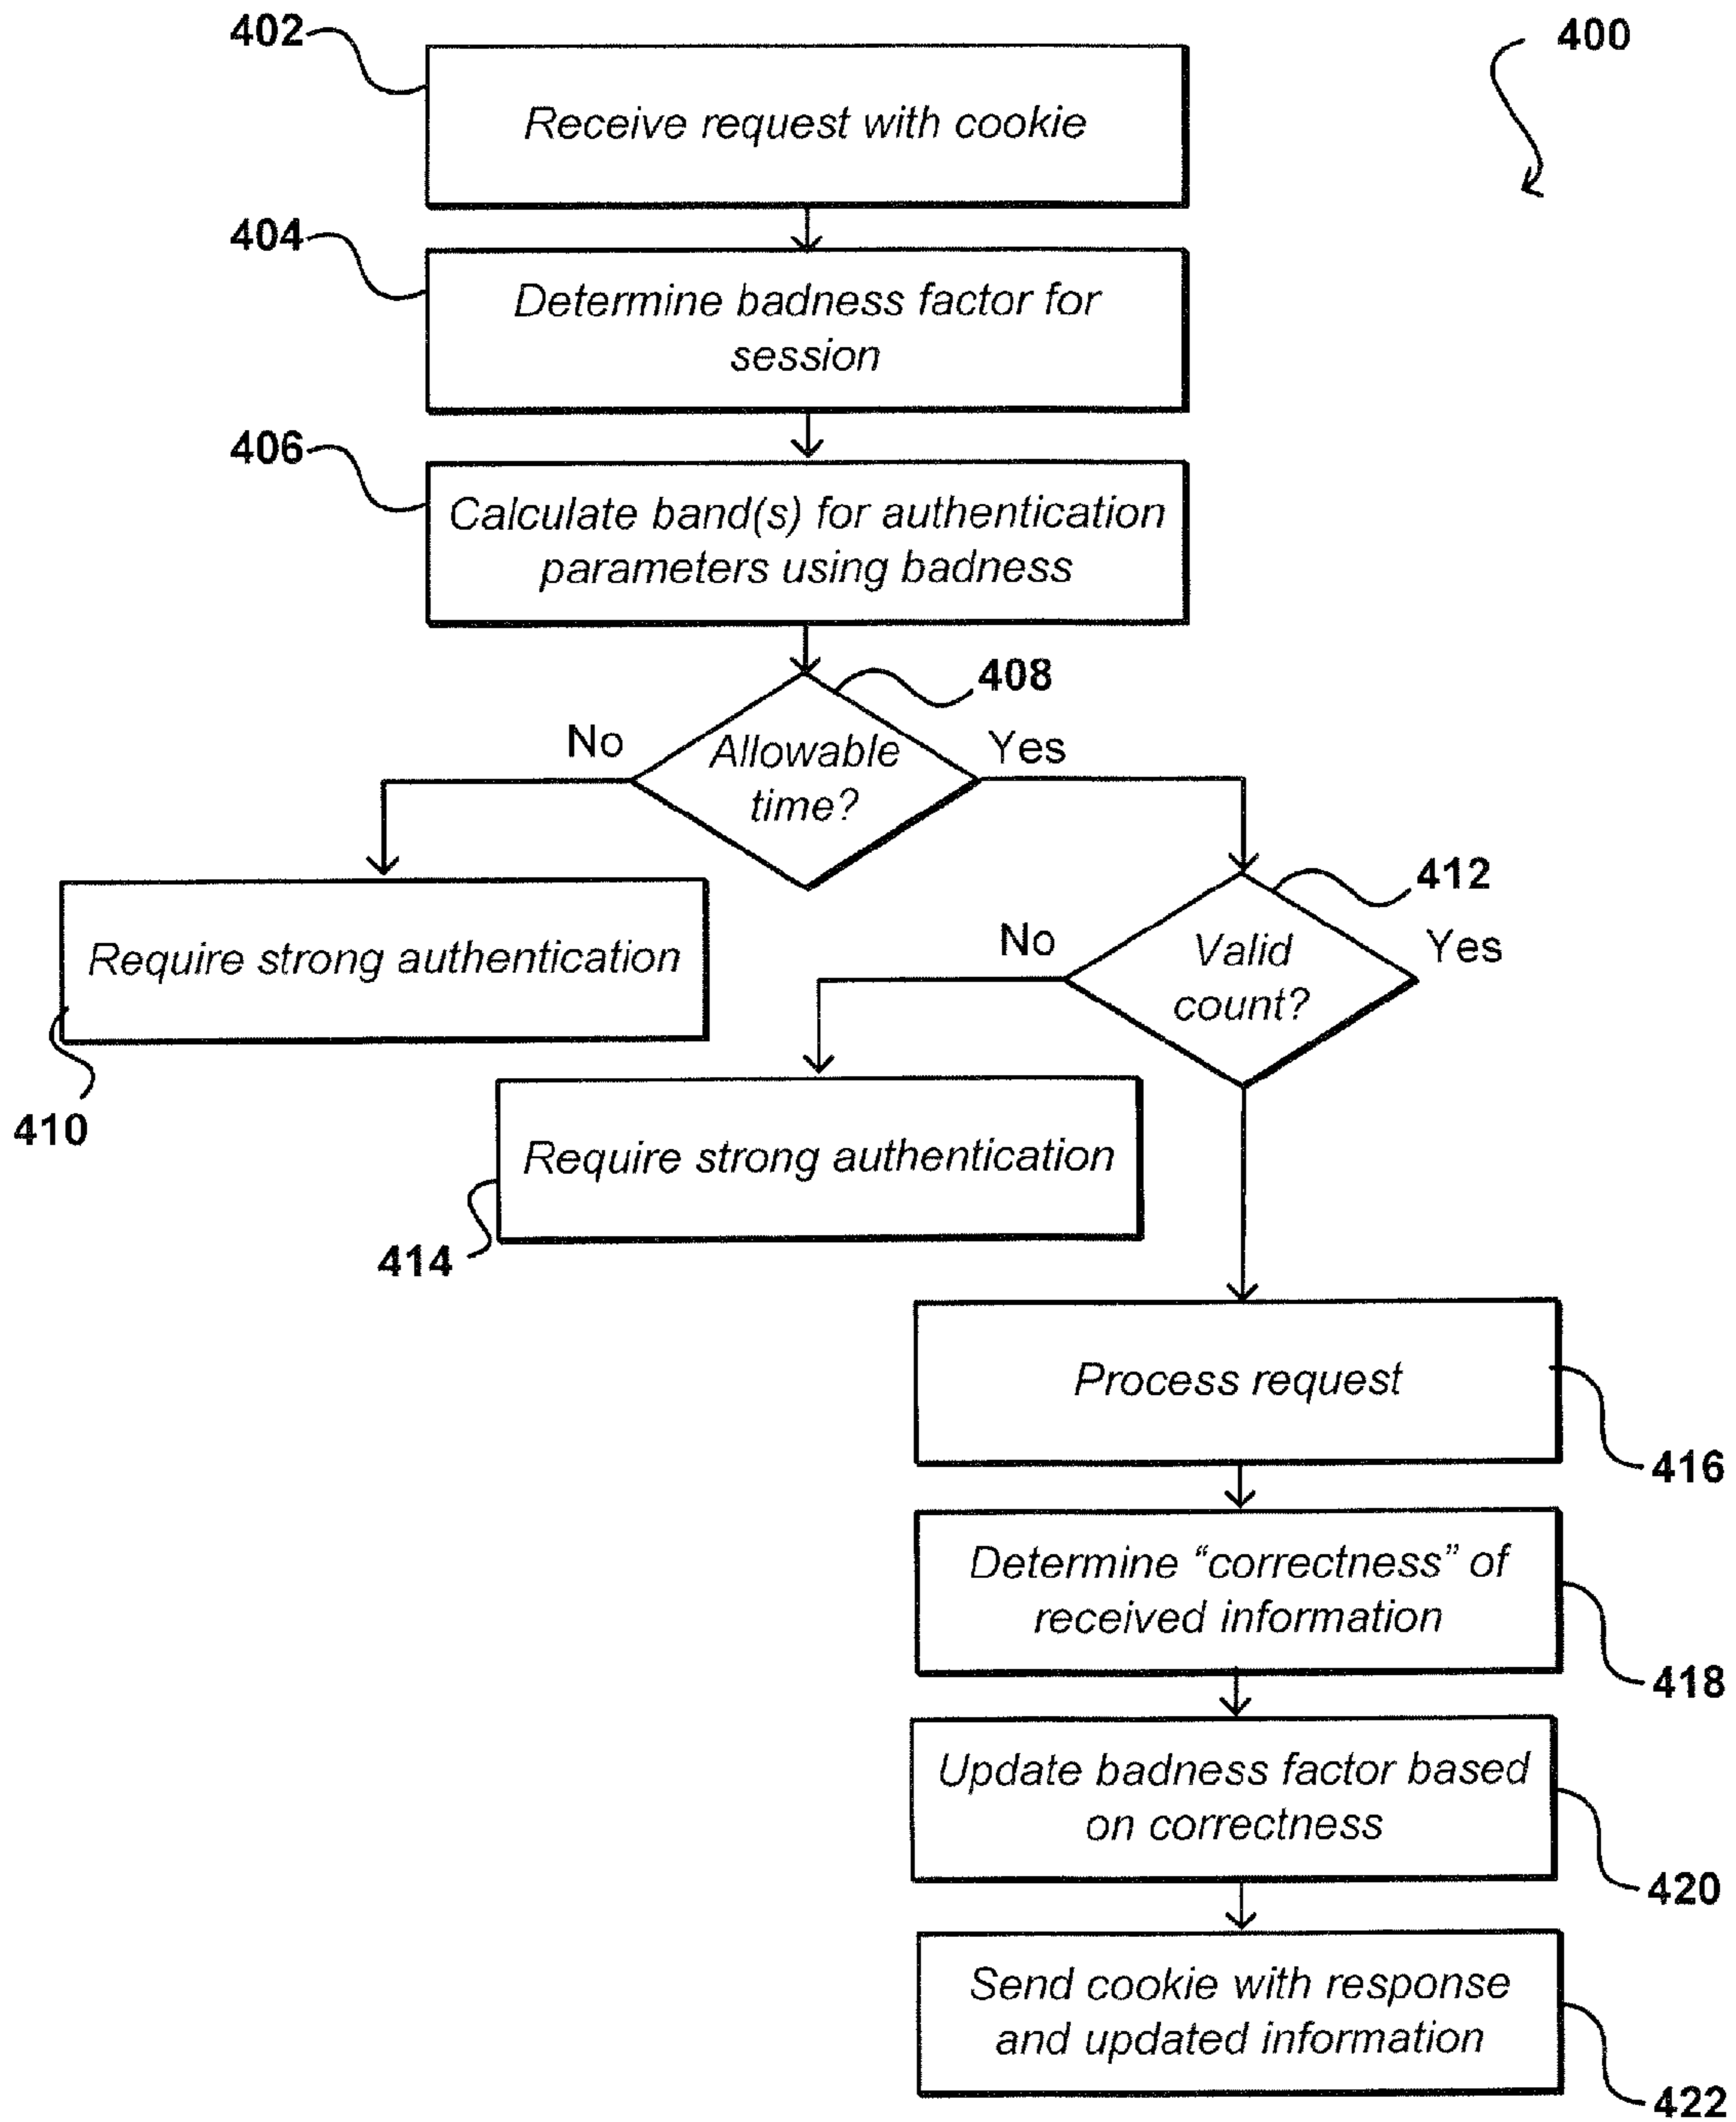 402
400
Receive request with cookie
404
Determine badness factor for
session
406
Calculate band(s) for authentication
parameters using badness
408
No
Yes
Allowable
time?
412
No
Yes
Valid
count?
Require strong authentication
410
Require strong authentication
414
Process request
416
Determine “correctness” of
received information
418
Update badness factor based
on correctness
420
Send cookie with response
and updated information
422